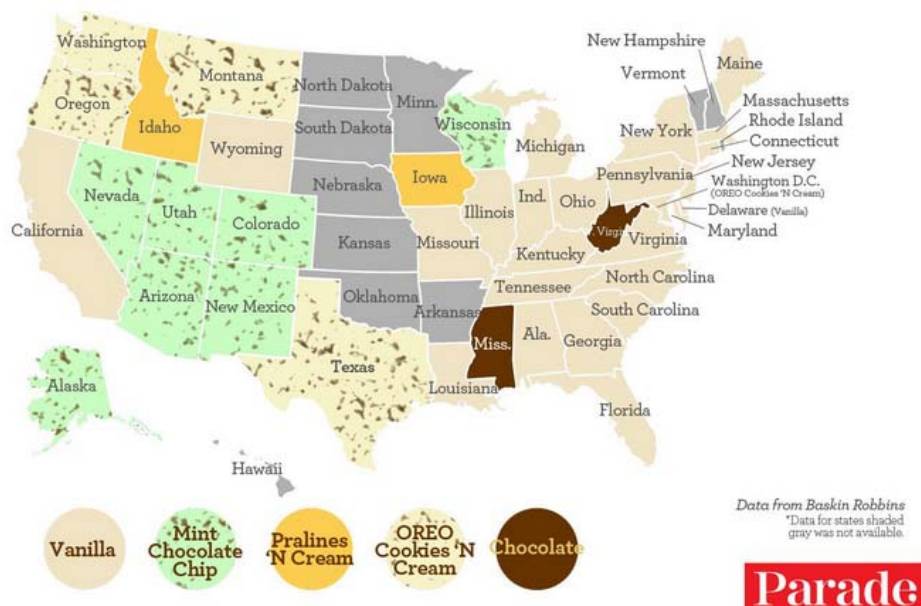 Washington
Montana
Oregon
Idaho
Wyoming
North Dakota
South Dakota
Minn.
Wisconsin
Michigan
Nebraska
Iowa
Nevada
Utah
Colorado
California
Kansas
Missouri
Illinois
Ind.
Ohio
Kentucky
Virginia
Arizona
New Mexico
Oklahoma
Arkansas
Tennessee
North Carolina
South Carolina
Texas
Louisiana
Miss.
Ala.
Georgia
Florida
Alaska
Hawaii
New Hampshire
Vermont
Maine
Massachusetts
New York
Rhode Island
Connecticut
Pennsylvania
New Jersey
Washington D.C.
(OREO Cookies 'N Cream)
Delaware (Vanilla)
Maryland
Vanilla
Mint
Chocolate
Chip
Pralines
'N Cream
OREO
Cookies 'N
Cream
Chocolate
Data from Baskin Robbins
*Data for states shaded
gray was not available.
Parade